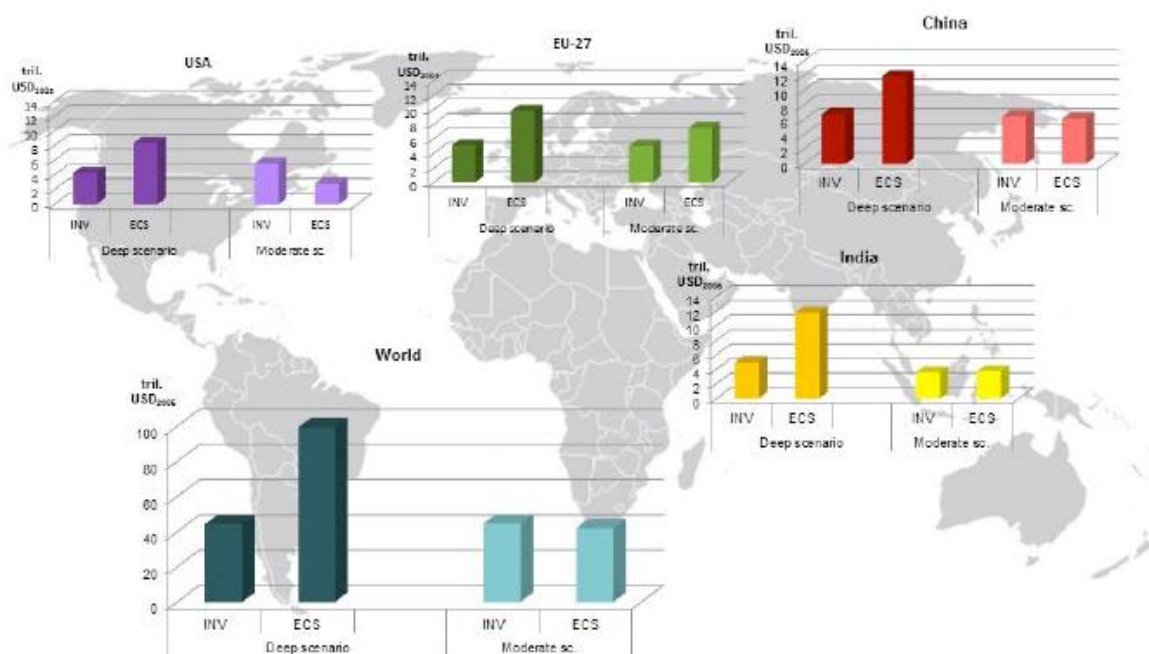 USA
tril.
USD2005
14
12
10
8
6
4
2
0
INV ECS INV ECS
Deep scenario Moderate sc.
EU-27
tril.
14
12
10
8
6
4
2
0
INV ECS INV ECS
Deep scenario Moderate sc.
China
tril.
USD2005
14
12
10
8
6
4
2
0
INV ECS INV ECS
Deep scenario Moderate sc.
India
tril.
USD2005
14
12
10
8
6
4
2
0
INV ECS INV ECS
Deep scenario Moderate sc.
World
tril.
USD2005
100
80
60
40
20
0
INV ECS INV ECS
Deep scenario Moderate sc.